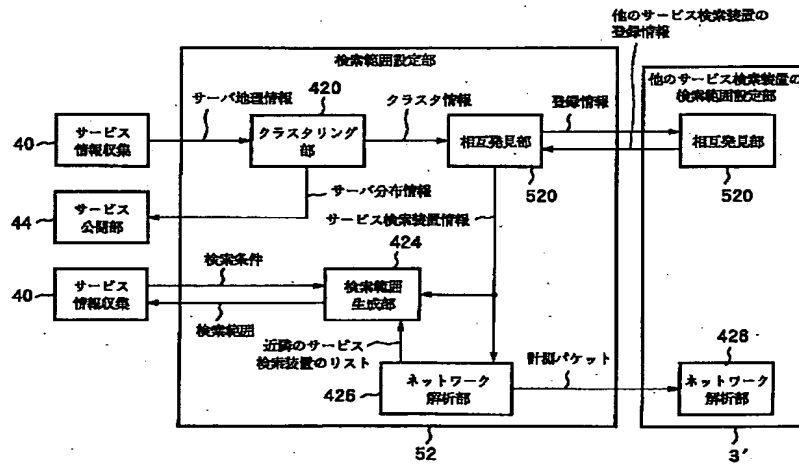 他のサービス検索装置の
登録情報
検索範囲設定部
他のサービス検索装置の
検索範囲設定部
サーバ地理情報
420
クラスタ情報
登録情報
40
サービス
情報収集
クラスタリング
部
相互発見部
相互発見部
520
520
サーバ分布情報
44
サービス
公開部
サービス検索装置情報
検索条件
424
40
サービス
情報収集
検索範囲
生成部
検索範囲
近隣のサービス
検索装置のリスト
計測パケット
428
426
ネットワーク
解析部
ネットワーク
解析部
52
3′